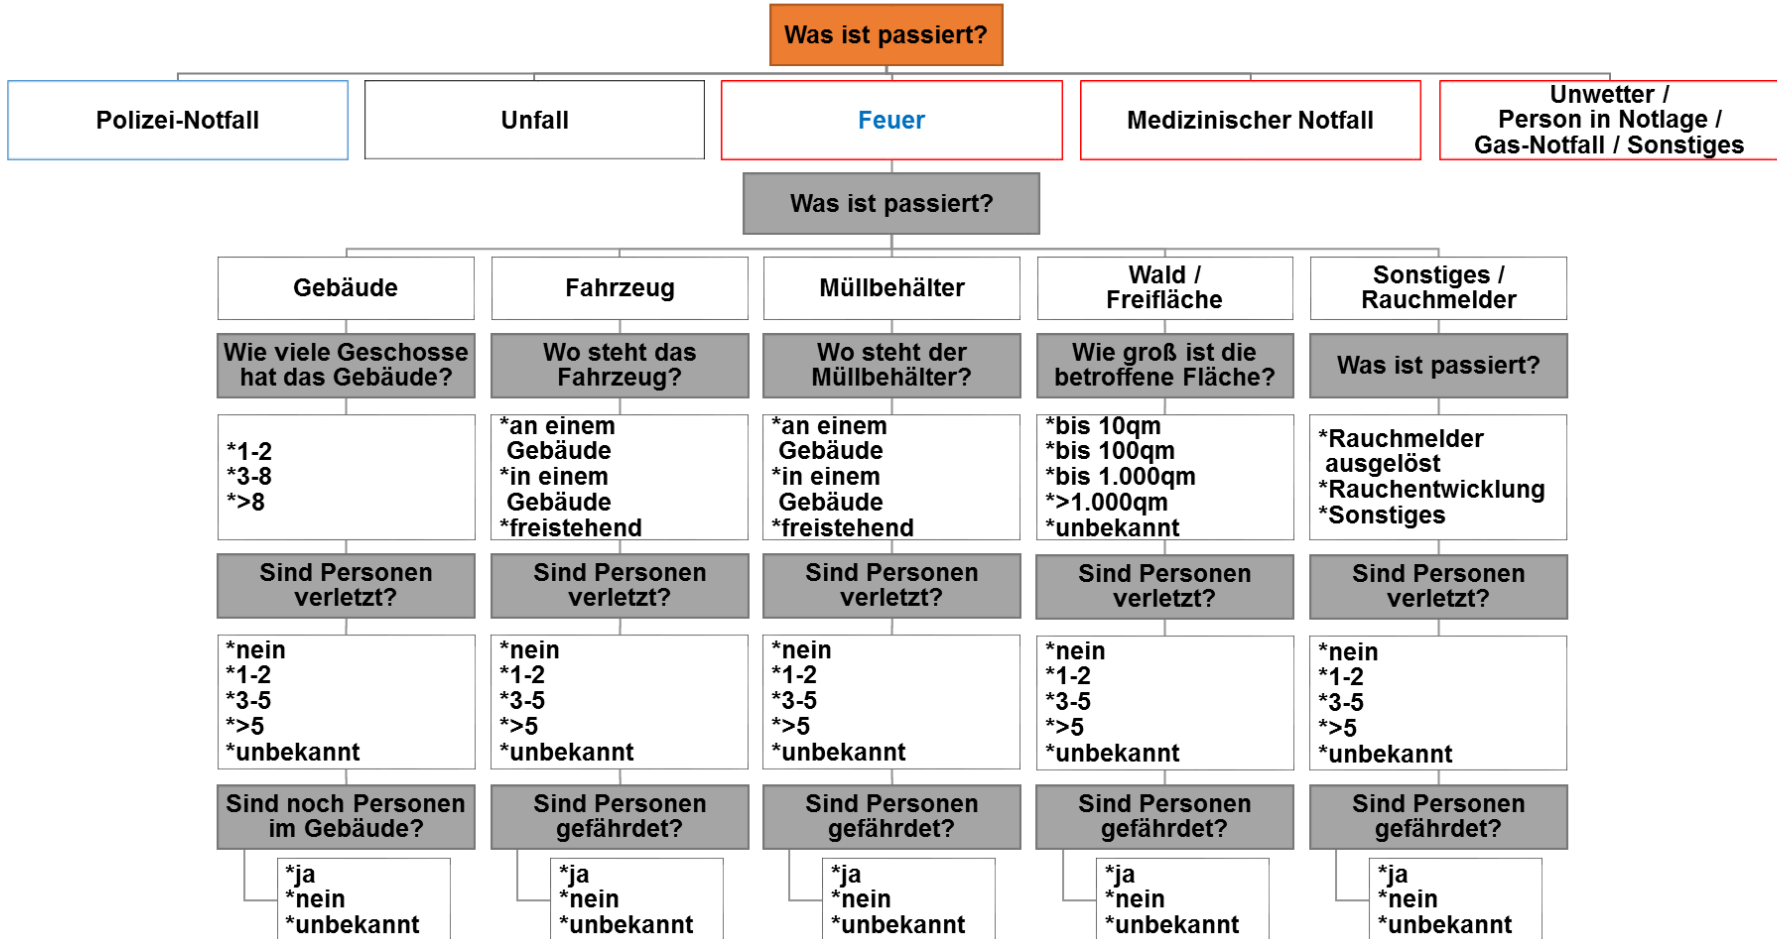 Was ist passiert?
Polizei-Notfall
Unfall
Feuer
Medizinischer Notfall
Unwetter /
Person in Notlage /
Gas-Notfall / Sonstiges
Was ist passiert?
Gebäude
Fahrzeug
Müllbehälter
Wald /
Freifläche
Sonstiges /
Rauchmelder
Wie viele Geschosse
hat das Gebäude?
Wo steht das
Fahrzeug?
Wo steht der
Müllbehälter?
Wie groß ist die
betroffene Fläche?
Was ist passiert?
*1-2
*3-8
*>8
*an einem
Gebäude
*in einem
Gebäude
*freistehend
*an einem
Gebäude
*in einem
Gebäude
*freistehend
*bis 10qm
*bis 100qm
*bis 1.000qm
*>1.000qm
*unbekannt
*Rauchmelder
ausgelöst
*Rauchentwicklung
*Sonstiges
Sind Personen
verletzt?
Sind Personen
verletzt?
Sind Personen
verletzt?
Sind Personen
verletzt?
Sind Personen
verletzt?
*nein
*1-2
*3-5
*>5
*unbekannt
*nein
*1-2
*3-5
*>5
*unbekannt
*nein
*1-2
*3-5
*>5
*unbekannt
*nein
*1-2
*3-5
*>5
*unbekannt
*nein
*1-2
*3-5
*>5
*unbekannt
Sind noch Personen
im Gebäude?
Sind Personen
gefährdet?
Sind Personen
gefährdet?
Sind Personen
gefährdet?
Sind Personen
gefährdet?
*ja
*nein
*unbekannt
*ja
*nein
*unbekannt
*ja
*nein
*unbekannt
*ja
*nein
*unbekannt
*ja
*nein
*unbekannt